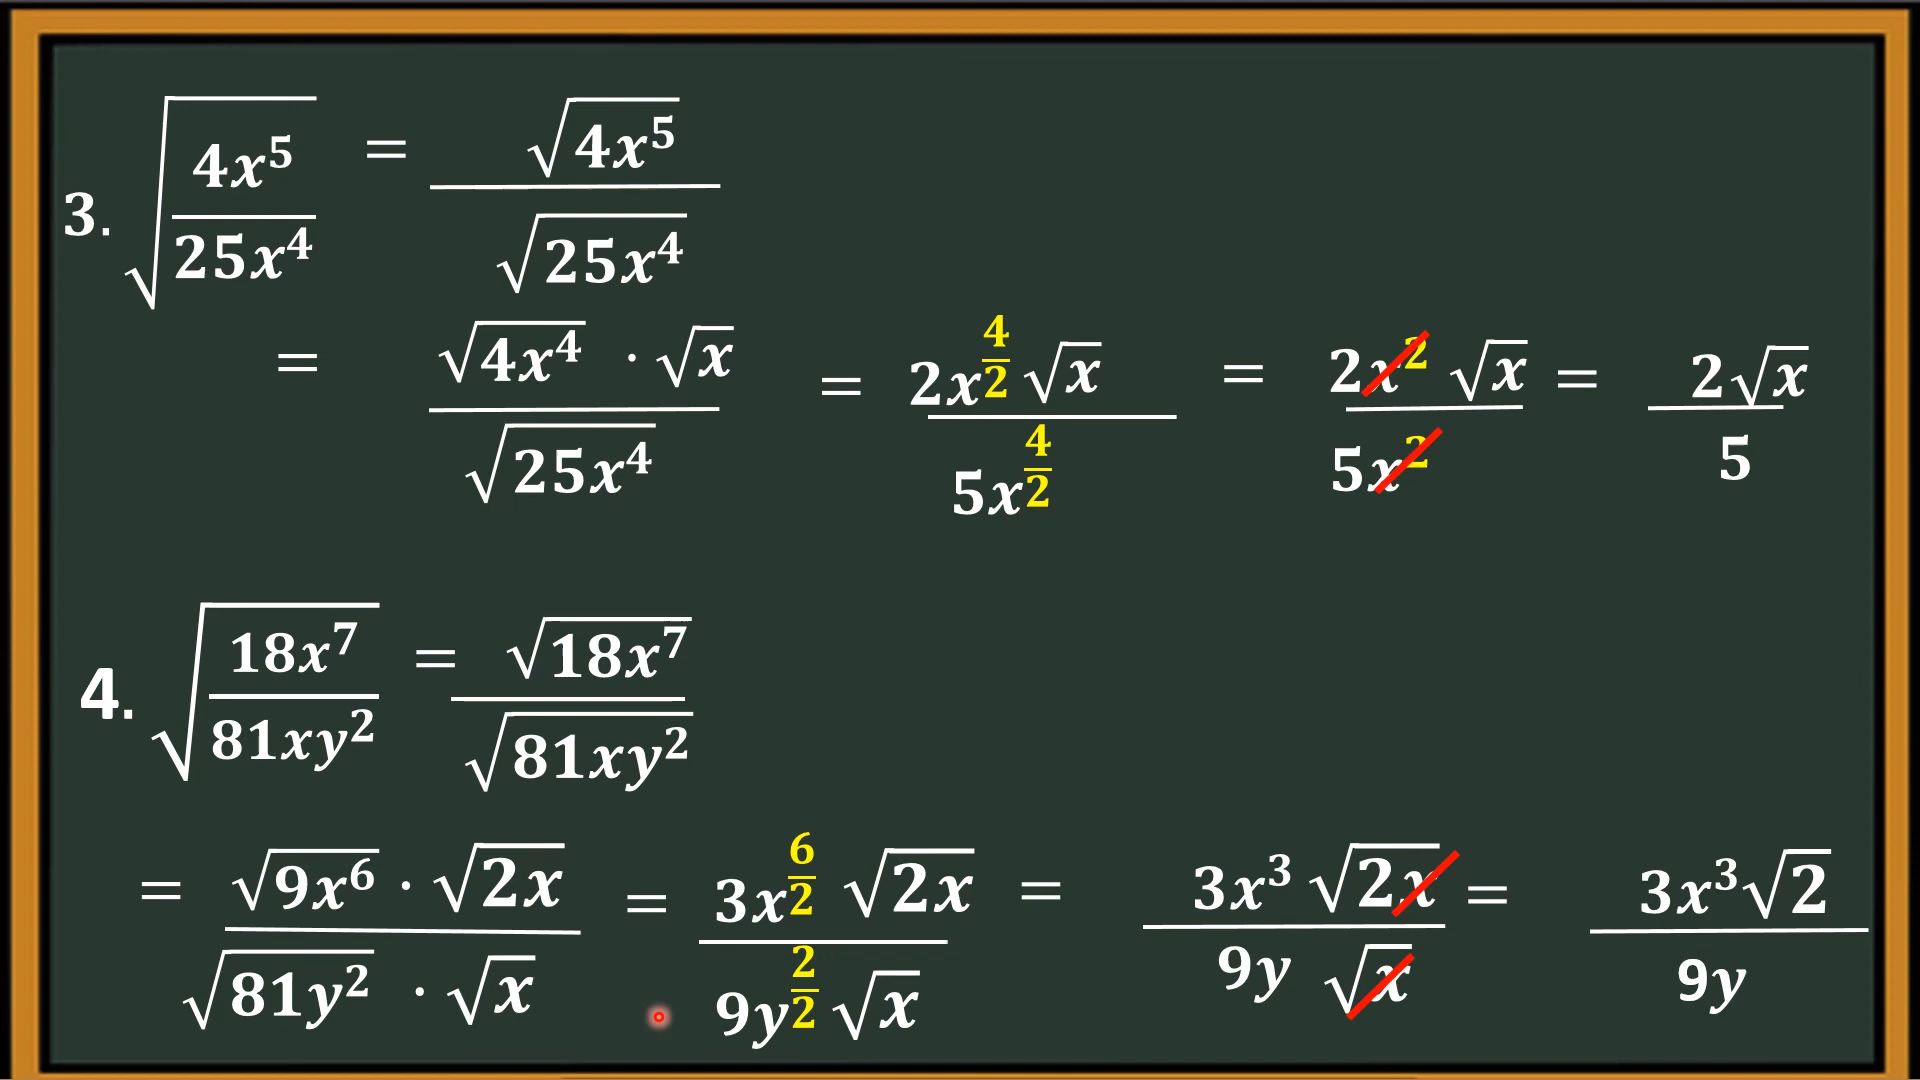 3. √(4x⁵/25x⁴) = √(4x⁵)/√(25x⁴)
= (√(4x⁴) · √x)/√(25x⁴) = (2x^(4/2) √x)/(5x^(4/2)) = (2x² √x)/(5x²) = (2√x)/5
4. √(18x⁷/81xy²) = √(18x⁷)/√(81xy²)
= (√(9x⁶) · √(2x))/(√(81y²) · √x) = (3x^(6/2) √(2x))/(9y^(2/2) √x) = (3x³ √(2x))/(9y √x) = (3x³√2)/(9y)